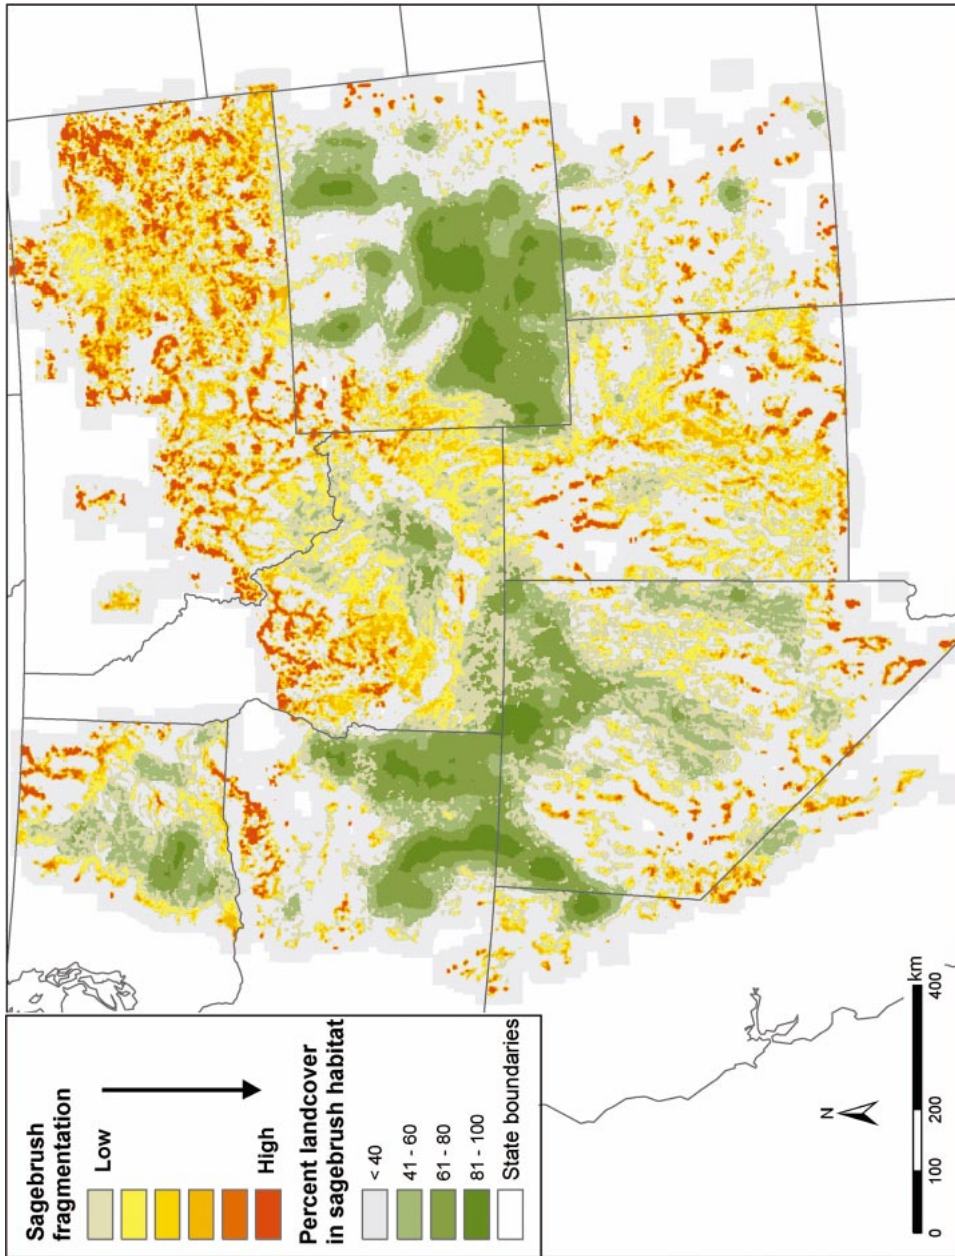 Sagebrush
fragmentation
Low
High
Percent landcover
in sagebrush habitat
< 40
41 - 60
61 - 80
81 - 100
State boundaries
N
0 100 200 400
km